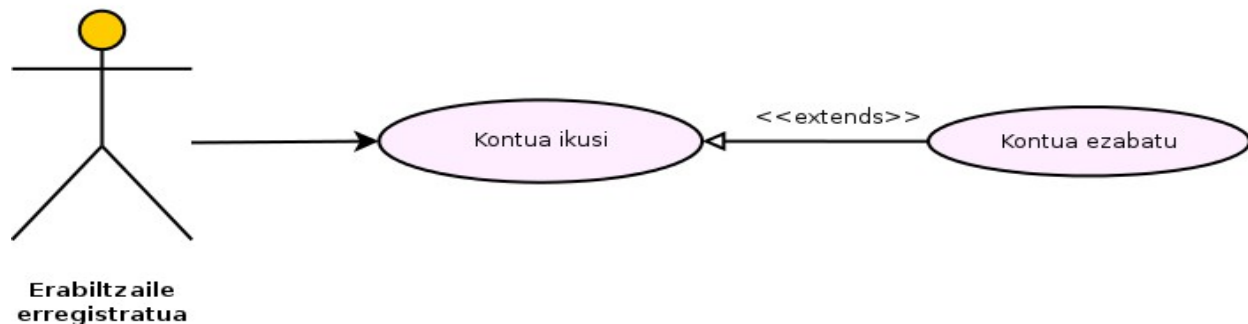 <<extends>>
Kontua ikusi
Kontua ezabatu
Erabiltzaile
erregistratua